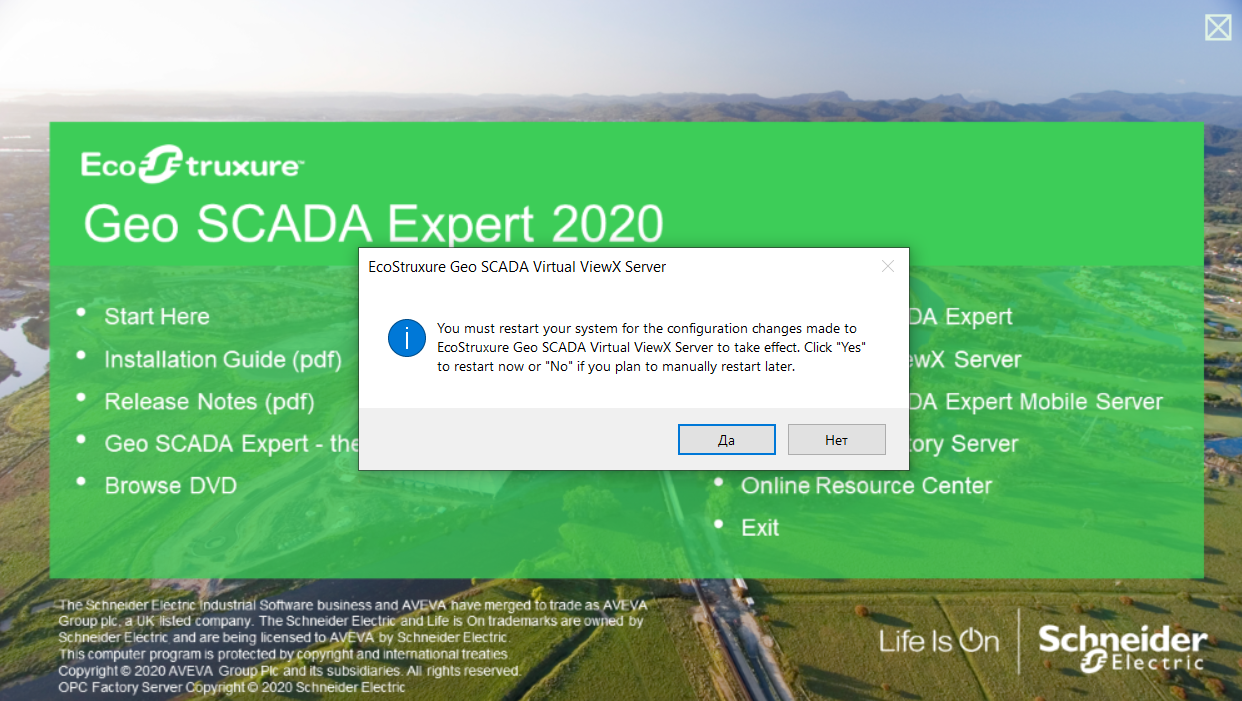 EcoStruxure™
Geo SCADA Expert 2020
EcoStruxure Geo SCADA Virtual ViewX Server
You must restart your system for the configuration changes made to
EcoStruxure Geo SCADA Virtual ViewX Server to take effect. Click "Yes"
to restart now or "No" if you plan to manually restart later.
Да
Нет
Start Here
Installation Guide (pdf)
Release Notes (pdf)
Geo SCADA Expert - the
Browse DVD
DA Expert
ewX Server
DA Expert Mobile Server
ory Server
Online Resource Center
Exit
The Schneider Electric Industrial Software business and AVEVA have merged to trade as AVEVA
Group plc, a UK listed company. The Schneider Electric and Life is On trademarks are owned by
Schneider Electric and are being licensed to AVEVA by Schneider Electric.
This computer program is protected by copyright and international treaties
Copyright © 2020 AVEVA Group Plc and its subsidiaries. All rights reserved.
OPC Factory Server Copyright © 2020 Schneider Electric
Life Is On
Schneider
Electric